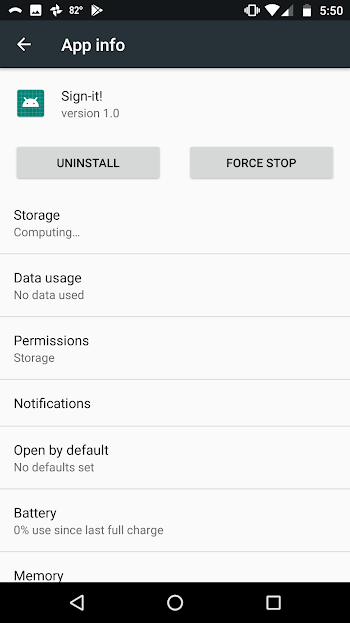 82° 5:50
App info
Sign-it!
version 1.0
UNINSTALL FORCE STOP
Storage
Computing…
Data usage
No data used
Permissions
Storage
Notifications
Open by default
No defaults set
Battery
0% use since last full charge
Memory